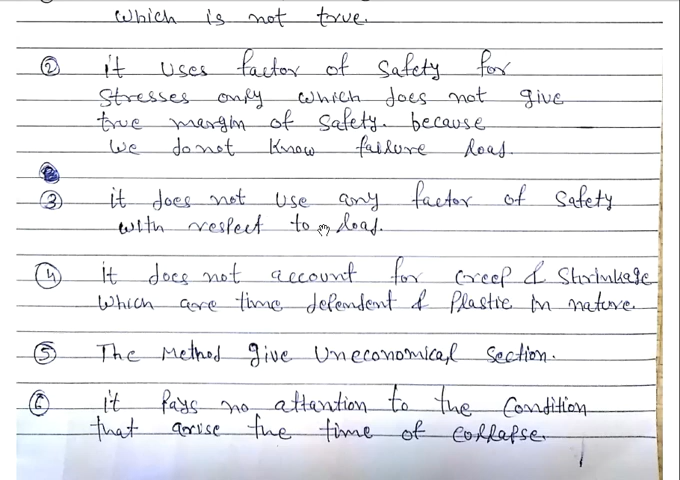 which is not true.
② it uses factor of safety for
stresses only which does not give
true margin of safety. because
we do not know failure load.
③ it does not use any factor of safety
with respect to load.
④ it does not account for creep & Shrinkage
which are time dependent & plastic in nature.
⑤ The Method give Uneconomical section.
⑥ it pays no attention to the Condition
that arise the time of collapse.